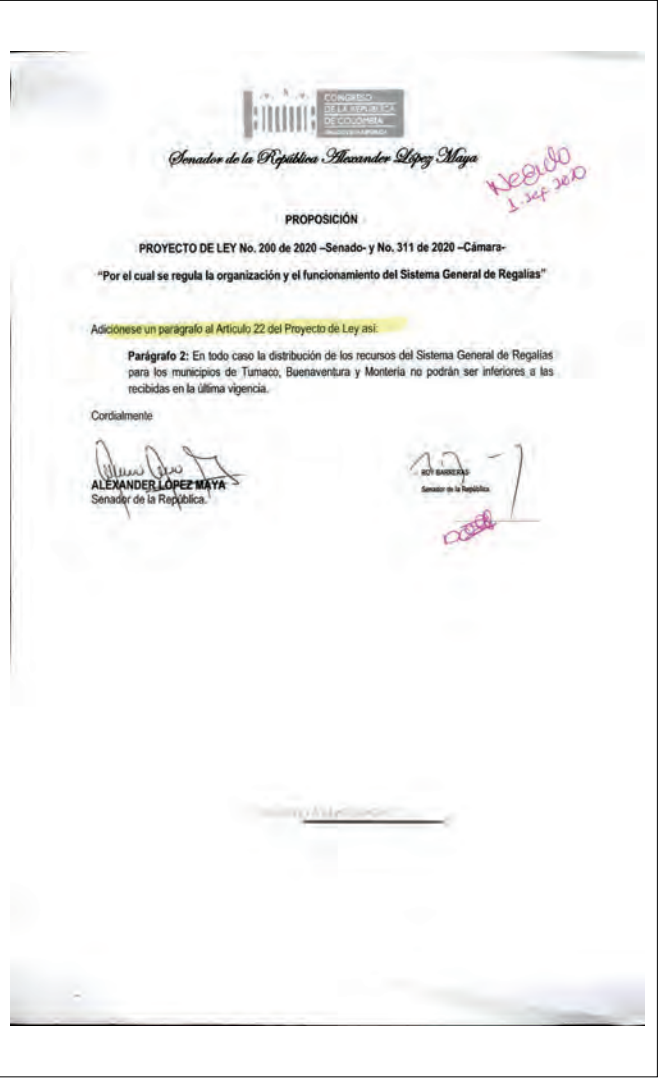 CONGRESO
DE LA REPÚBLICA
DE COLOMBIA
Senador de la República Alexander López Maya
Negado
1. Sep 2020
PROPOSICIÓN
PROYECTO DE LEY No. 200 de 2020 –Senado- y No. 311 de 2020 –Cámara-
“Por el cual se regula la organización y el funcionamiento del Sistema General de Regalías”
Adiciónese un parágrafo al Artículo 22 del Proyecto de Ley así:
Parágrafo 2: En todo caso la distribución de los recursos del Sistema General de Regalías
para los municipios de Tumaco, Buenaventura y Montería no podrán ser inferiores a las
recibidas en la última vigencia.
Cordialmente
ALEXANDER LÓPEZ MAYA
Senador de la República.
ROY BARRERAS
Senador de la República.